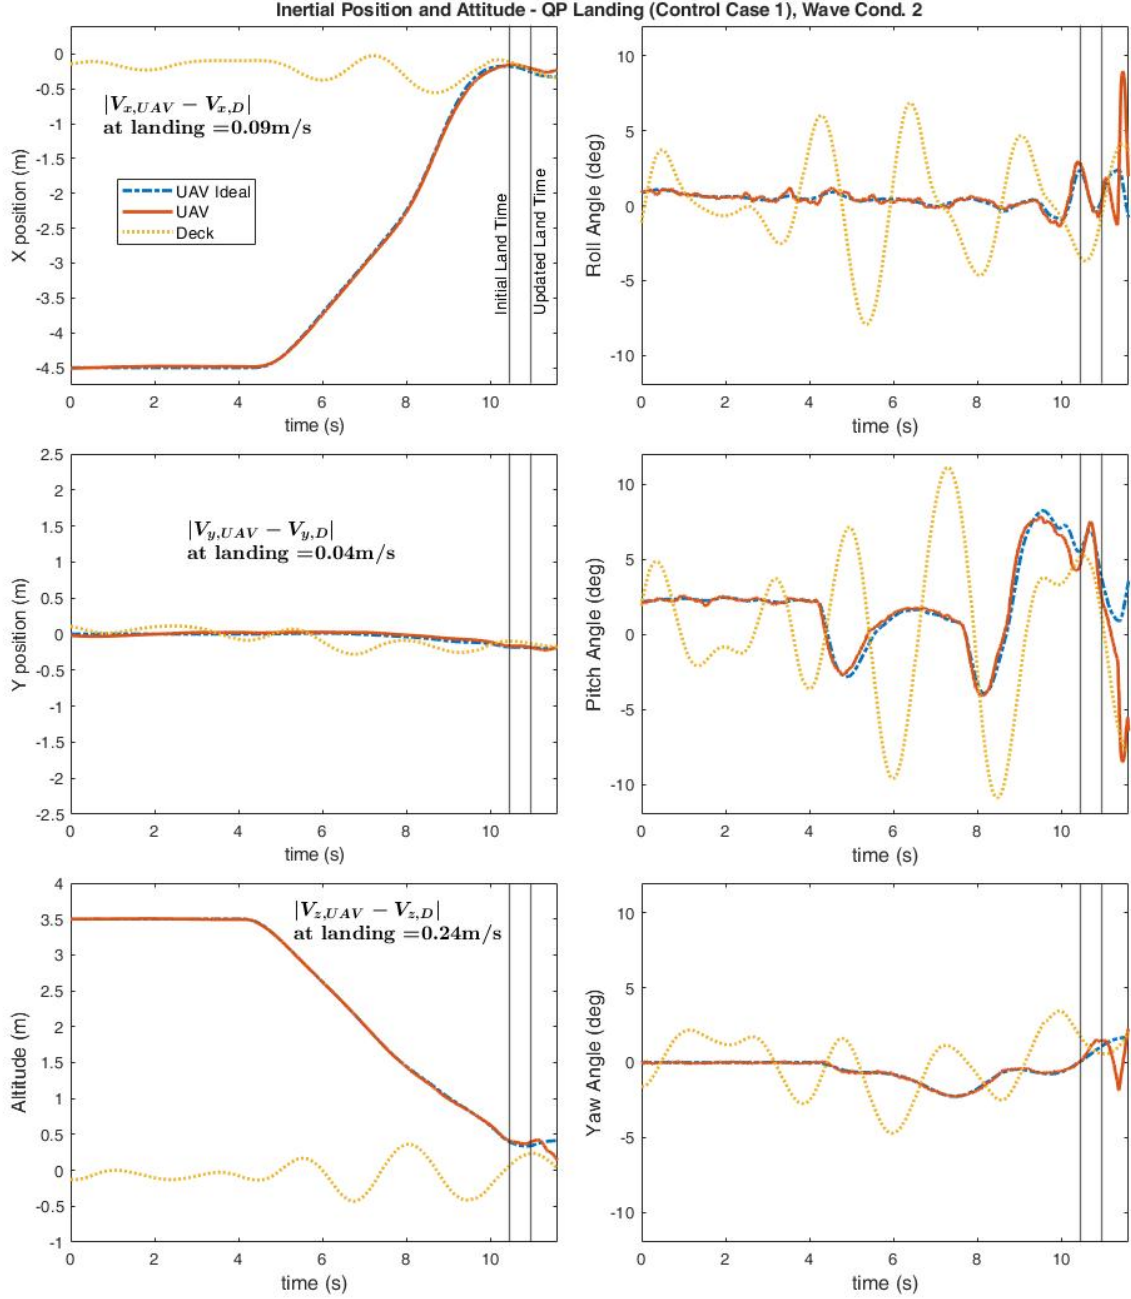 Inertial Position and Attitude - QP Landing (Control Case 1), Wave Cond. 2
0
-0.5
-1
-1.5
-2
-2.5
-3
-3.5
-4
-4.5
X position (m)
|V_{x,UAV} − V_{x,D}|
at landing =0.09m/s
UAV Ideal
UAV
Deck
Initial Land Time
Updated Land Time
0 2 4 6 8 10
time (s)
10
5
0
-5
-10
Roll Angle (deg)
0 2 4 6 8 10
time (s)
2.5
2
1.5
1
0.5
0
-0.5
-1
-1.5
-2
-2.5
Y position (m)
|V_{y,UAV} − V_{y,D}|
at landing =0.04m/s
0 2 4 6 8 10
time (s)
10
5
0
-5
-10
Pitch Angle (deg)
0 2 4 6 8 10
time (s)
4
3.5
3
2.5
2
1.5
1
0.5
0
-0.5
-1
Altitude (m)
|V_{z,UAV} − V_{z,D}|
at landing =0.24m/s
0 2 4 6 8 10
time (s)
10
5
0
-5
-10
Yaw Angle (deg)
0 2 4 6 8 10
time (s)